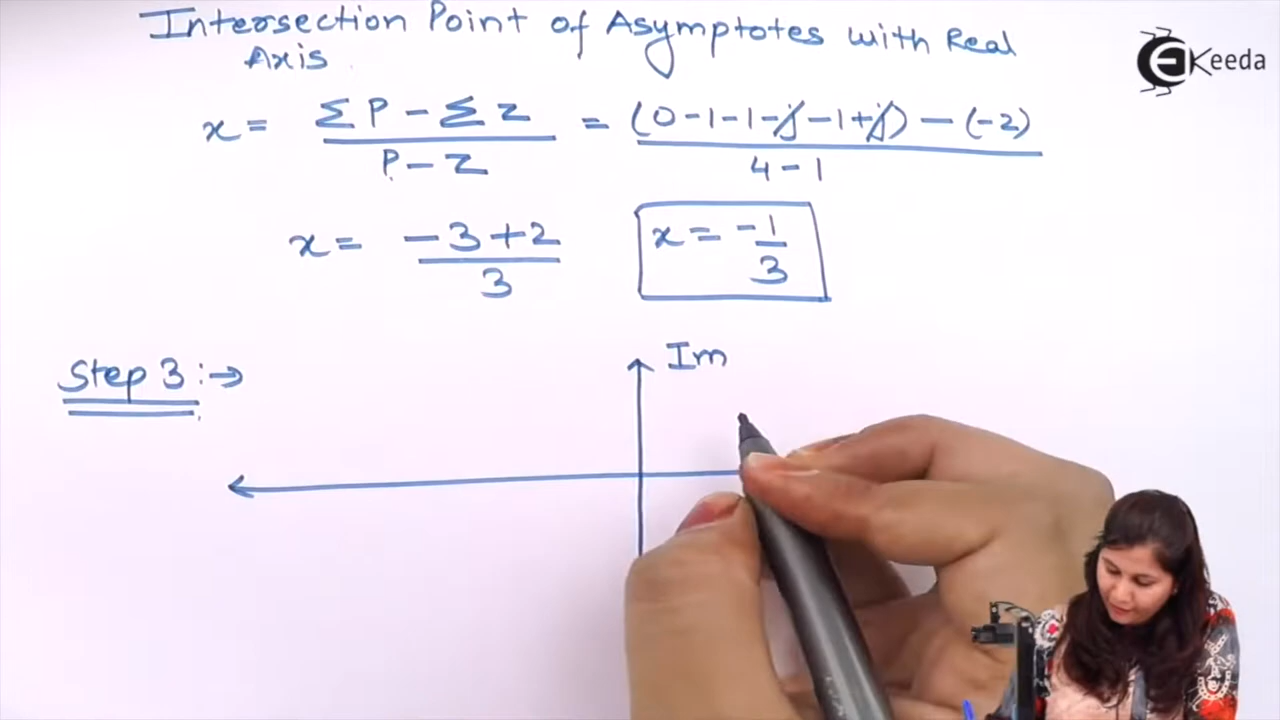 Intersection Point of Asymptotes with Real
Axis
x = ΣP - ΣZ / P - Z = (0-1-1-j-1+j) - (-2) / 4-1
x = -3+2 / 3
x = -1/3
Step 3 :→
Im
EKeeda